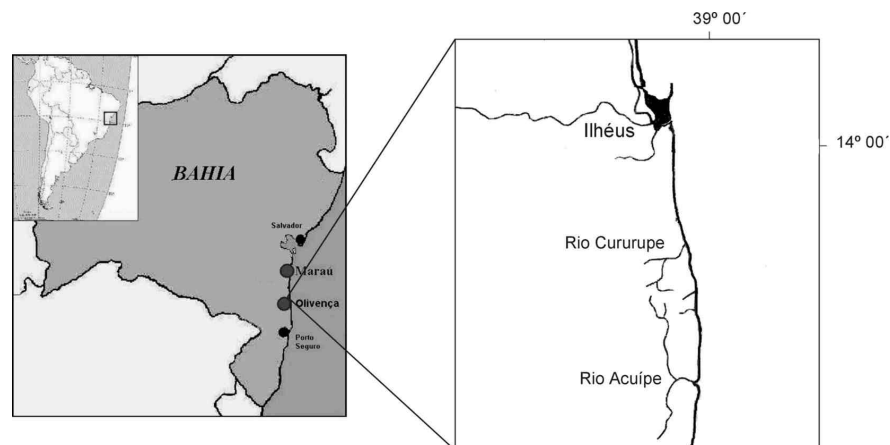 BAHIA
Salvador
Maraú
Olivença
Porto
Seguro
39º 00´
Ilhéus
14º 00´
Rio Cururupe
Rio Acuípe